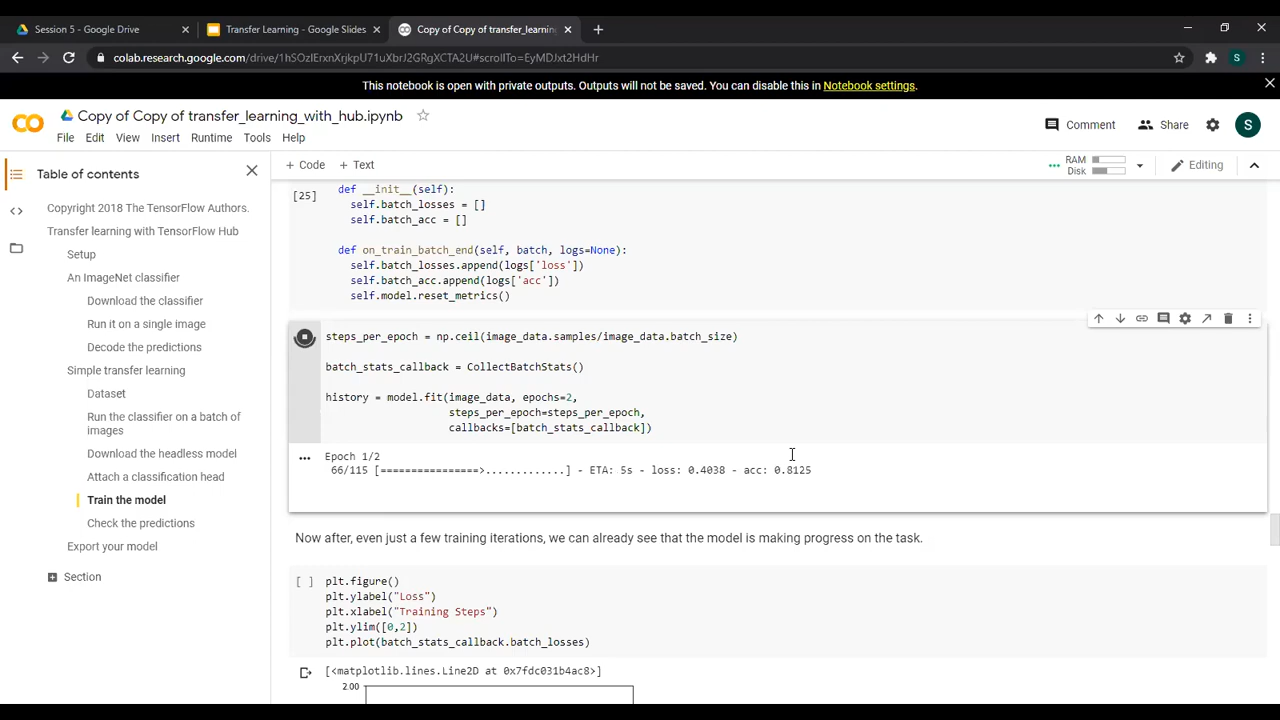 Session 5 - Google Drive
Transfer Learning - Google Slides
Copy of Copy of transfer_learning
colab.research.google.com/drive/1hSOzIErxnXrjkpU71uXbrJ2GRgXCTA2U#scrollTo=EyMDJxt2HdHr
S
This notebook is open with private outputs. Outputs will not be saved. You can disable this in Notebook settings.
Copy of Copy of transfer_learning_with_hub.ipynb
File Edit View Insert Runtime Tools Help
Comment Share S
Table of contents
+ Code + Text
RAM
Disk
Editing
Copyright 2018 The TensorFlow Authors.
Transfer learning with TensorFlow Hub
Setup
An ImageNet classifier
Download the classifier
Run it on a single image
Decode the predictions
Simple transfer learning
Dataset
Run the classifier on a batch of
images
Download the headless model
Attach a classification head
Train the model
Check the predictions
Export your model
Section
[25]
def __init__(self):
self.batch_losses = []
self.batch_acc = []
def on_train_batch_end(self, batch, logs=None):
self.batch_losses.append(logs['loss'])
self.batch_acc.append(logs['acc'])
self.model.reset_metrics()
steps_per_epoch = np.ceil(image_data.samples/image_data.batch_size)
batch_stats_callback = CollectBatchStats()
history = model.fit(image_data, epochs=2,
steps_per_epoch=steps_per_epoch,
callbacks=[batch_stats_callback])
Epoch 1/2
66/115 [================>.............] - ETA: 5s - loss: 0.4038 - acc: 0.8125
Now after, even just a few training iterations, we can already see that the model is making progress on the task.
[ ]
plt.figure()
plt.ylabel("Loss")
plt.xlabel("Training Steps")
plt.ylim([0,2])
plt.plot(batch_stats_callback.batch_losses)
[<matplotlib.lines.Line2D at 0x7fdc031b4ac8>]
2.00